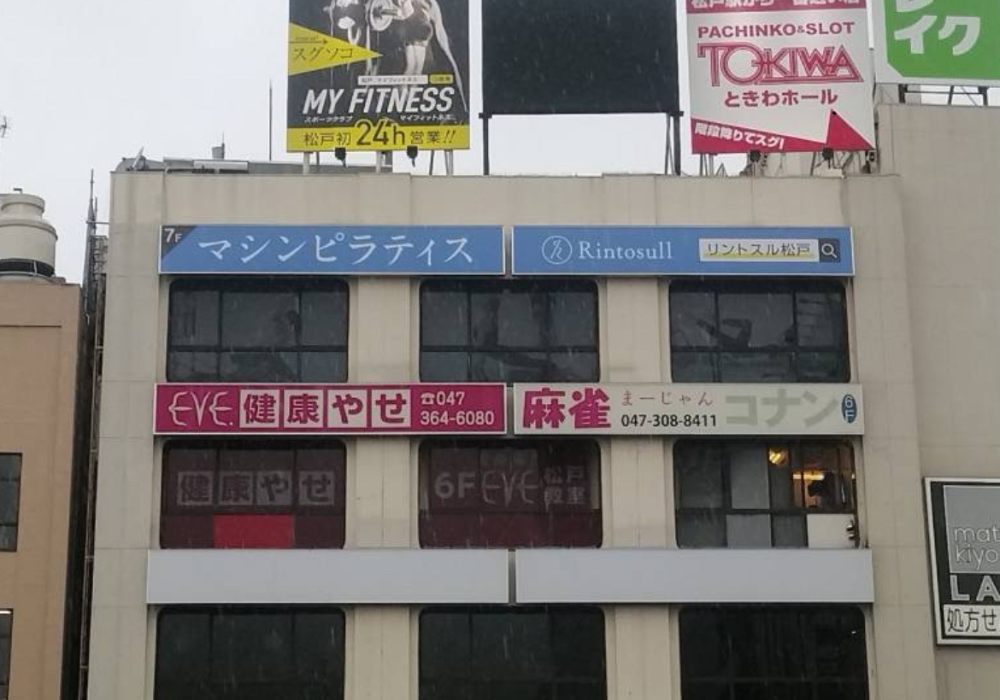 スグソコ
MY FITNESS
スポーツクラブ
松戸初24h営業!!
PACHINKO&SLOT
TOKIWA
ときわホール
階段降りてスグ!
イク
7F マシンピラティス
Rintosull
リントスル松戸
EVE. 健康やせ
☎047
364-6080
麻雀
まーじゃん
047-308-8411
コナン
6F
健康やせ
6F EVE 松戸
教室
mat
kiyo
LA
処方せ